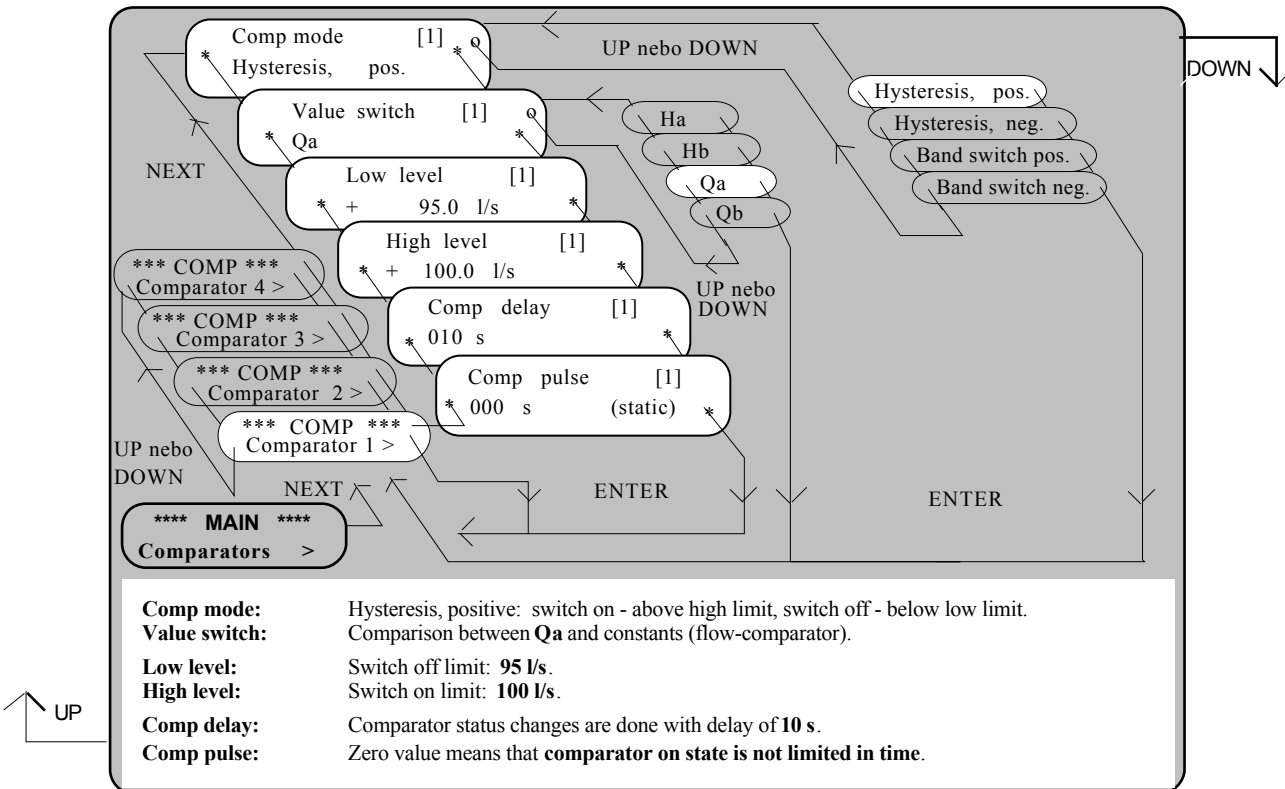 Comp mode [1] o
* Hysteresis, pos. *
UP nebo DOWN
DOWN
Value switch [1] o
* Qa *
Ha
Hb
Qa
Qb
Hysteresis, pos.
Hysteresis, neg.
Band switch pos.
Band switch neg.
NEXT
Low level [1]
* + 95.0 l/s *
High level [1]
* + 100.0 l/s *
UP nebo
DOWN
*** COMP ***
Comparator 4 >
*** COMP ***
Comparator 3 >
*** COMP ***
Comparator 2 >
*** COMP ***
Comparator 1 >
Comp delay [1]
* 010 s *
Comp pulse [1]
* 000 s (static) *
UP nebo
DOWN
NEXT
ENTER
ENTER
**** MAIN ****
Comparators >
Comp mode: Hysteresis, positive: switch on - above high limit, switch off - below low limit.
Value switch: Comparison between Qa and constants (flow-comparator).
Low level: Switch off limit: 95 l/s.
High level: Switch on limit: 100 l/s.
UP
Comp delay: Comparator status changes are done with delay of 10 s.
Comp pulse: Zero value means that comparator on state is not limited in time.